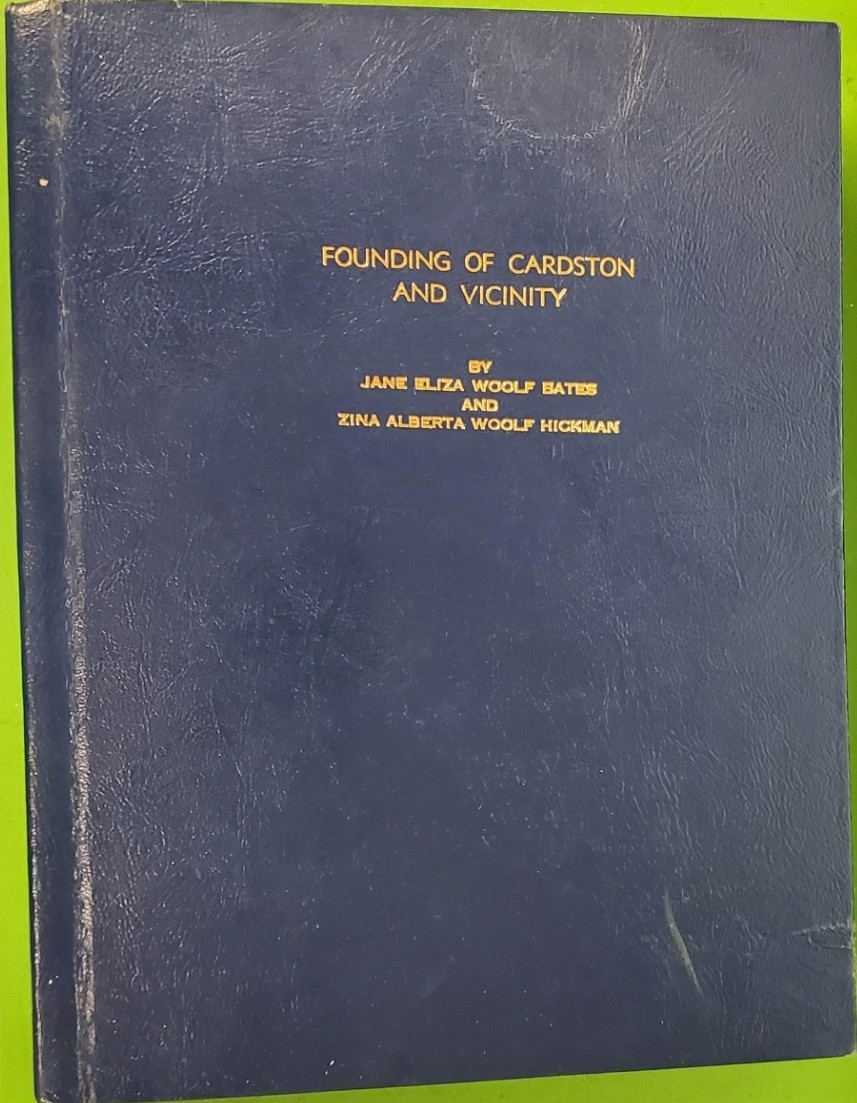 FOUNDING OF CARDSTON
AND VICINITY
BY
JANE ELIZA WOOLF BATES
AND
ZINA ALBERTA WOOLF HICKMAN